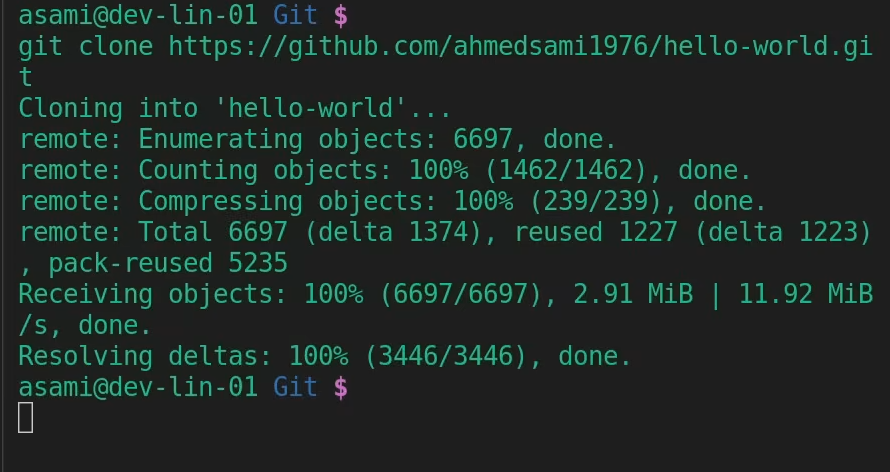 asami@dev-lin-01 Git $
git clone https://github.com/ahmedsami1976/hello-world.gi
t
Cloning into 'hello-world'...
remote: Enumerating objects: 6697, done.
remote: Counting objects: 100% (1462/1462), done.
remote: Compressing objects: 100% (239/239), done.
remote: Total 6697 (delta 1374), reused 1227 (delta 1223)
, pack-reused 5235
Receiving objects: 100% (6697/6697), 2.91 MiB | 11.92 MiB
/s, done.
Resolving deltas: 100% (3446/3446), done.
asami@dev-lin-01 Git $